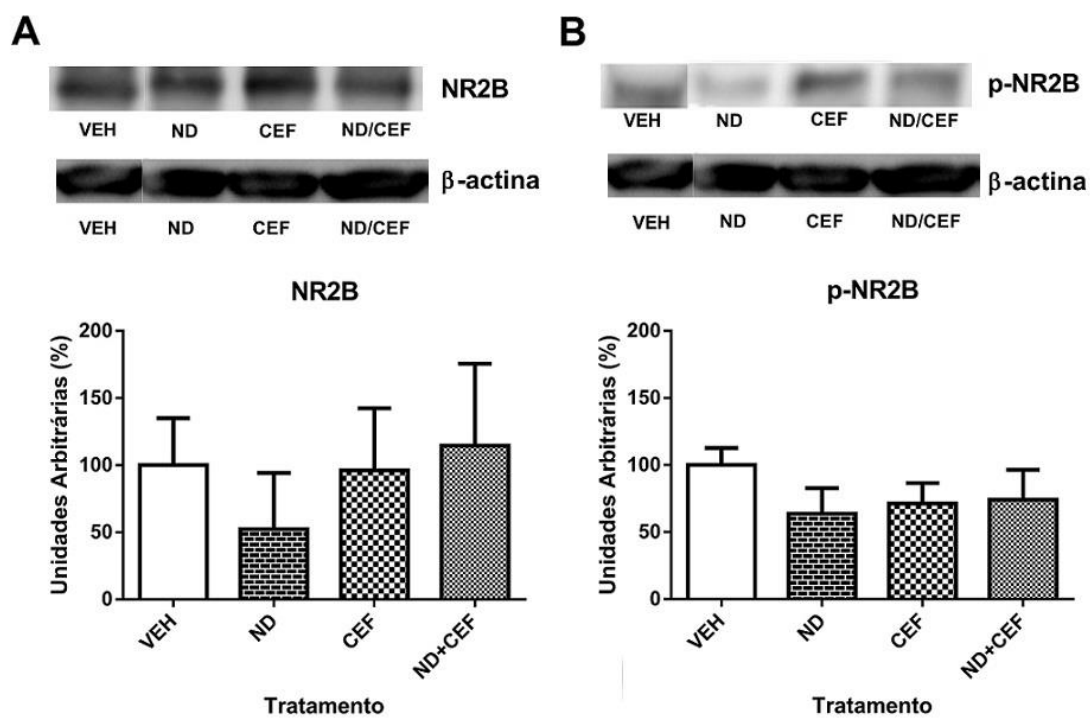 A
NR2B
VEH ND CEF ND/CEF
β-actina
VEH ND CEF ND/CEF
NR2B
Unidades Arbitrárias (%)
200
150
100
50
0
VEH
ND
CEF
ND+CEF
Tratamento
B
p-NR2B
VEH ND CEF ND/CEF
β-actina
VEH ND CEF ND/CEF
p-NR2B
Unidades Arbitrárias (%)
200
150
100
50
0
VEH
ND
CEF
ND+CEF
Tratamento